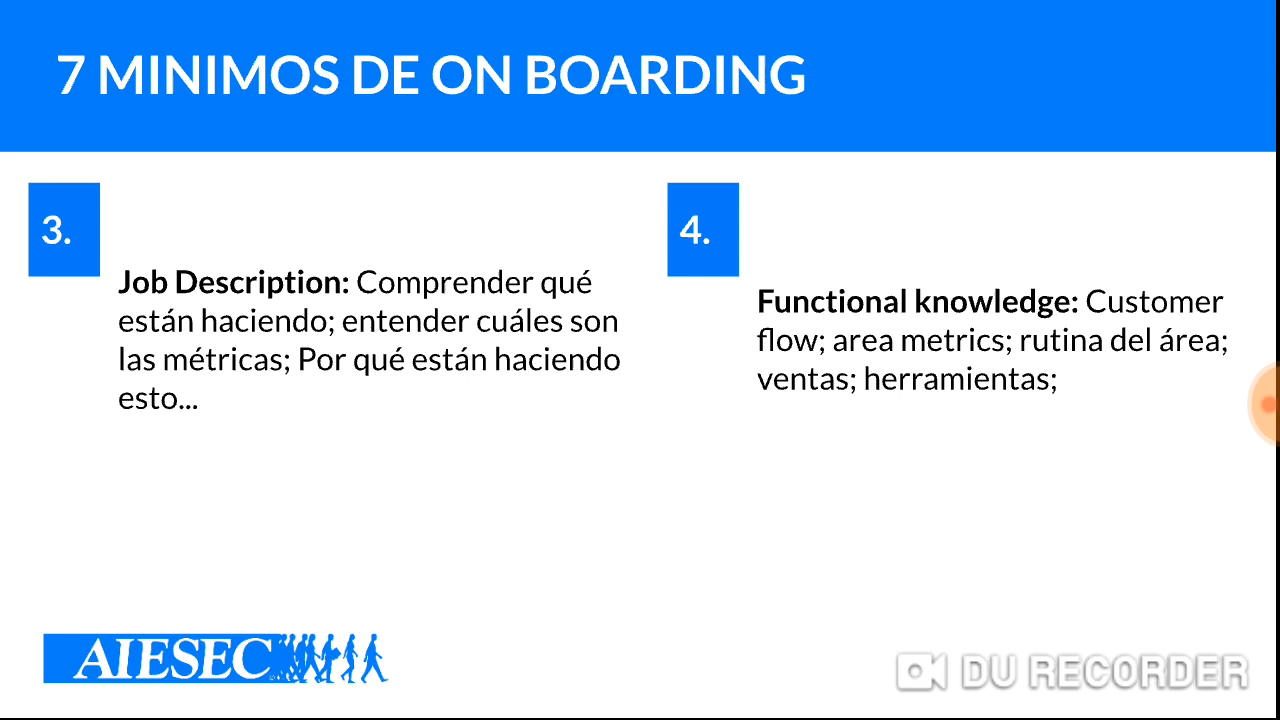 7 MINIMOS DE ON BOARDING
3.
Job Description: Comprender qué
están haciendo; entender cuáles son
las métricas; Por qué están haciendo
esto...
4.
Functional knowledge: Customer
flow; area metrics; rutina del área;
ventas; herramientas;
AIESEC
DU RECORDER